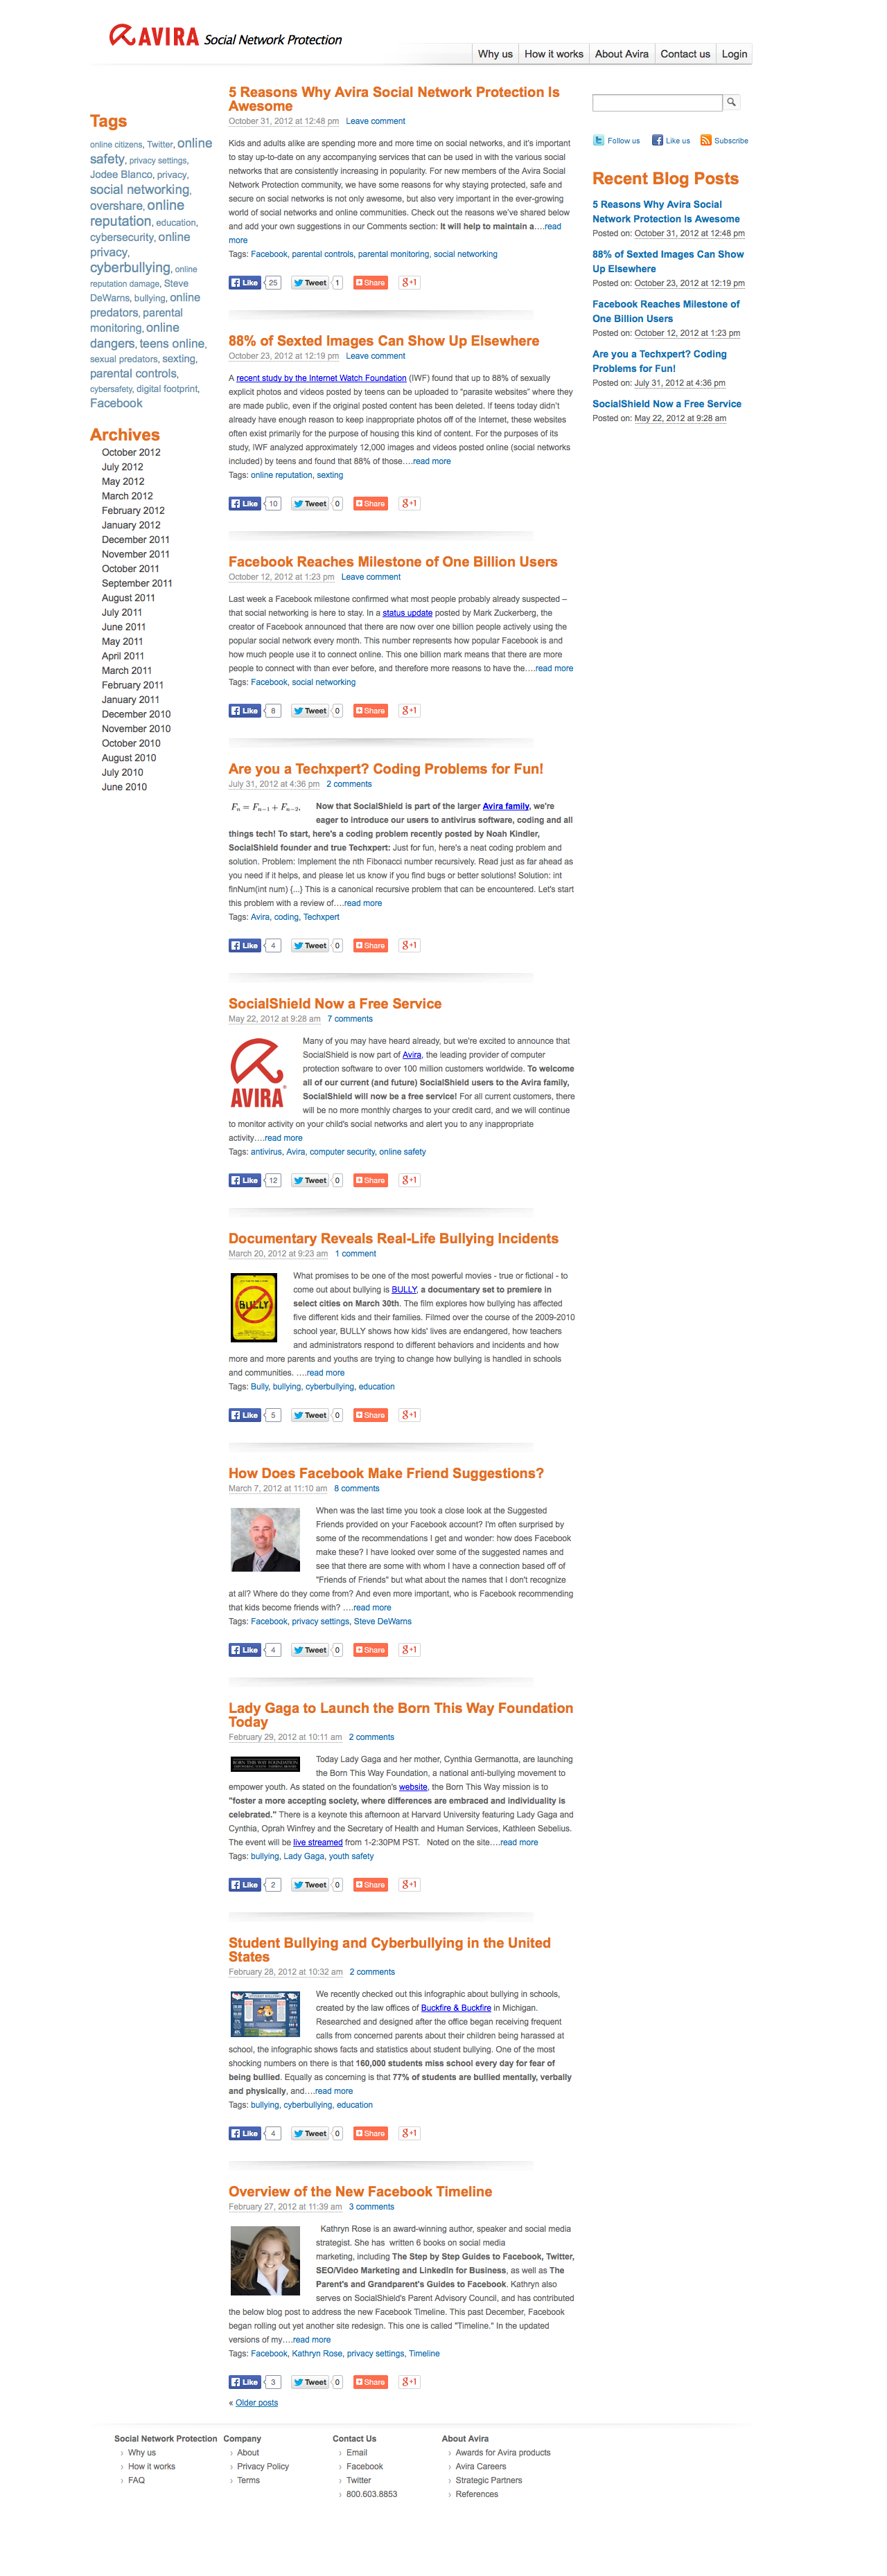 AVIRA Social Network Protection
Why us
How it works
About Avira
Contact us
Login
Tags
online citizens, Twitter, online
safety, privacy settings,
Jodee Blanco, privacy,
social networking,
overshare, online
reputation, education,
cybersecurity, online
privacy,
cyberbullying, online
reputation damage, Steve
DeWarns, bullying, online
predators, parental
monitoring, online
dangers, teens online,
sexual predators, sexting,
parental controls,
cybersafety, digital footprint,
Facebook
Archives
October 2012
July 2012
May 2012
March 2012
February 2012
January 2012
December 2011
November 2011
October 2011
September 2011
August 2011
July 2011
June 2011
May 2011
April 2011
March 2011
February 2011
January 2011
December 2010
November 2010
October 2010
August 2010
July 2010
June 2010
5 Reasons Why Avira Social Network Protection Is
Awesome
October 31, 2012 at 12:48 pm Leave comment
Kids and adults alike are spending more and more time on social networks, and it's important
to stay up-to-date on any accompanying services that can be used in with the various social
networks that are consistently increasing in popularity. For new members of the Avira Social
Network Protection community, we have some reasons for why staying protected, safe and
secure on social networks is not only awesome, but also very important in the ever-growing
world of social networks and online communities. Check out the reasons we've shared below
and add your own suggestions in our Comments section: It will help to maintain a….read
more
Tags: Facebook, parental controls, parental monitoring, social networking
Like 25 Tweet 1 Share g+1
88% of Sexted Images Can Show Up Elsewhere
October 23, 2012 at 12:19 pm Leave comment
A recent study by the Internet Watch Foundation (IWF) found that up to 88% of sexually
explicit photos and videos posted by teens can be uploaded to "parasite websites" where they
are made public, even if the original posted content has been deleted. If teens today didn't
already have enough reason to keep inappropriate photos off of the Internet, these websites
often exist primarily for the purpose of housing this kind of content. For the purposes of its
study, IWF analyzed approximately 12,000 images and videos posted online (social networks
included) by teens and found that 88% of those….read more
Tags: online reputation, sexting
Like 10 Tweet 0 Share g+1
Facebook Reaches Milestone of One Billion Users
October 12, 2012 at 1:23 pm Leave comment
Last week a Facebook milestone confirmed what most people probably already suspected –
that social networking is here to stay. In a status update posted by Mark Zuckerberg, the
creator of Facebook announced that there are now over one billion people actively using the
popular social network every month. This number represents how popular Facebook is and
how much people use it to connect online. This one billion mark means that there are more
people to connect with than ever before, and therefore more reasons to have the….read more
Tags: Facebook, social networking
Like 8 Tweet 0 Share g+1
Are you a Techxpert? Coding Problems for Fun!
July 31, 2012 at 4:36 pm 2 comments
Fn = Fn−1 + Fn−2,
Now that SocialShield is part of the larger Avira family, we're
eager to introduce our users to antivirus software, coding and all
things tech! To start, here's a coding problem recently posted by Noah Kindler,
SocialShield founder and true Techxpert: Just for fun, here's a neat coding problem and
solution. Problem: Implement the nth Fibonacci number recursively. Read just as far ahead as
you need if it helps, and please let us know if you find bugs or better solutions! Solution: int
finNum(int num) {...} This is a canonical recursive problem that can be encountered. Let's start
this problem with a review of….read more
Tags: Avira, coding, Techxpert
Like 4 Tweet 0 Share g+1
SocialShield Now a Free Service
May 22, 2012 at 9:28 am 7 comments
AVIRA
Many of you may have heard already, but we're excited to announce that
SocialShield is now part of Avira, the leading provider of computer
protection software to over 100 million customers worldwide. To welcome
all of our current (and future) SocialShield users to the Avira family,
SocialShield will now be a free service! For all current customers, there
will be no more monthly charges to your credit card, and we will continue
to monitor activity on your child's social networks and alert you to any inappropriate
activity….read more
Tags: antivirus, Avira, computer security, online safety
Like 12 Tweet 0 Share g+1
Documentary Reveals Real-Life Bullying Incidents
March 20, 2012 at 9:23 am 1 comment
BULLY
What promises to be one of the most powerful movies - true or fictional - to
come out about bullying is BULLY, a documentary set to premiere in
select cities on March 30th. The film explores how bullying has affected
five different kids and their families. Filmed over the course of the 2009-2010
school year, BULLY shows how kids' lives are endangered, how teachers
and administrators respond to different behaviors and incidents and how
more and more parents and youths are trying to change how bullying is handled in schools
and communities. ….read more
Tags: Bully, bullying, cyberbullying, education
Like 5 Tweet 0 Share g+1
How Does Facebook Make Friend Suggestions?
March 7, 2012 at 11:10 am 8 comments
When was the last time you took a close look at the Suggested
Friends provided on your Facebook account? I'm often surprised by
some of the recommendations I get and wonder: how does Facebook
make these? I have looked over some of the suggested names and
see that there are some with whom I have a connection based off of
"Friends of Friends" but what about the names that I don't recognize
at all? Where do they come from? And even more important, who is Facebook recommending
that kids become friends with? ….read more
Tags: Facebook, privacy settings, Steve DeWarns
Like 4 Tweet 0 Share g+1
Lady Gaga to Launch the Born This Way Foundation
Today
February 29, 2012 at 10:11 am 2 comments
BORN THIS WAY FOUNDATION
Today Lady Gaga and her mother, Cynthia Germanotta, are launching
the Born This Way Foundation, a national anti-bullying movement to
empower youth. As stated on the foundation's website, the Born This Way mission is to
"foster a more accepting society, where differences are embraced and individuality is
celebrated." There is a keynote this afternoon at Harvard University featuring Lady Gaga and
Cynthia, Oprah Winfrey and the Secretary of Health and Human Services, Kathleen Sebelius.
The event will be live streamed from 1-2:30PM PST. Noted on the site….read more
Tags: bullying, Lady Gaga, youth safety
Like 2 Tweet 0 Share g+1
Student Bullying and Cyberbullying in the United
States
February 28, 2012 at 10:32 am 2 comments
We recently checked out this infographic about bullying in schools,
created by the law offices of Buckfire & Buckfire in Michigan.
Researched and designed after the office began receiving frequent
calls from concerned parents about their children being harassed at
school, the infographic shows facts and statistics about student bullying. One of the most
shocking numbers on there is that 160,000 students miss school every day for fear of
being bullied. Equally as concerning is that 77% of students are bullied mentally, verbally
and physically, and….read more
Tags: bullying, cyberbullying, education
Like 4 Tweet 0 Share g+1
Overview of the New Facebook Timeline
February 27, 2012 at 11:39 am 3 comments
Kathryn Rose is an award-winning author, speaker and social media
strategist. She has written 6 books on social media
marketing, including The Step by Step Guides to Facebook, Twitter,
SEO/Video Marketing and LinkedIn for Business, as well as The
Parent's and Grandparent's Guides to Facebook. Kathryn also
serves on SocialShield's Parent Advisory Council, and has contributed
the below blog post to address the new Facebook Timeline. This past December, Facebook
began rolling out yet another site redesign. This one is called "Timeline." In the updated
versions of my….read more
Tags: Facebook, Kathryn Rose, privacy settings, Timeline
Like 3 Tweet 0 Share g+1
« Older posts
Follow us Like us Subscribe
Recent Blog Posts
5 Reasons Why Avira Social
Network Protection Is Awesome
Posted on: October 31, 2012 at 12:48 pm
88% of Sexted Images Can Show
Up Elsewhere
Posted on: October 23, 2012 at 12:19 pm
Facebook Reaches Milestone of
One Billion Users
Posted on: October 12, 2012 at 1:23 pm
Are you a Techxpert? Coding
Problems for Fun!
Posted on: July 31, 2012 at 4:36 pm
SocialShield Now a Free Service
Posted on: May 22, 2012 at 9:28 am
Social Network Protection
Why us
How it works
FAQ
Company
About
Privacy Policy
Terms
Contact Us
Email
Facebook
Twitter
800.603.8853
About Avira
Awards for Avira products
Avira Careers
Strategic Partners
References